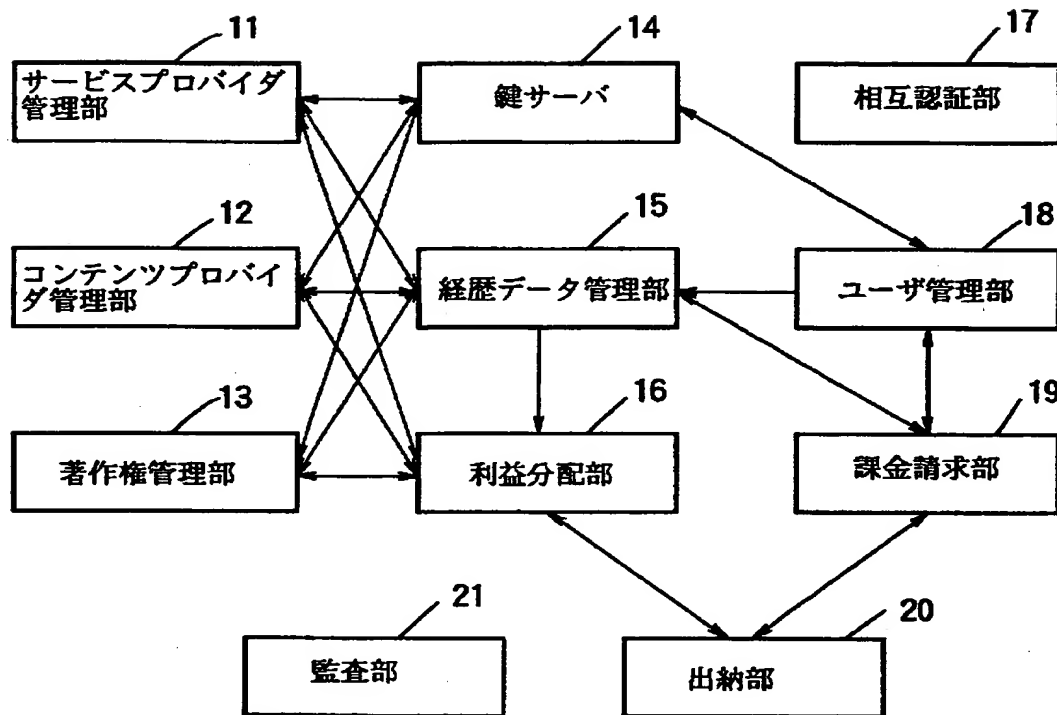 11
サービスプロバイダ
管理部
14
鍵サーバ
17
相互認証部
12
コンテンツプロバイ
ダ管理部
15
経歴データ管理部
18
ユーザ管理部
13
著作権管理部
16
利益分配部
19
課金請求部
21
監査部
20
出納部